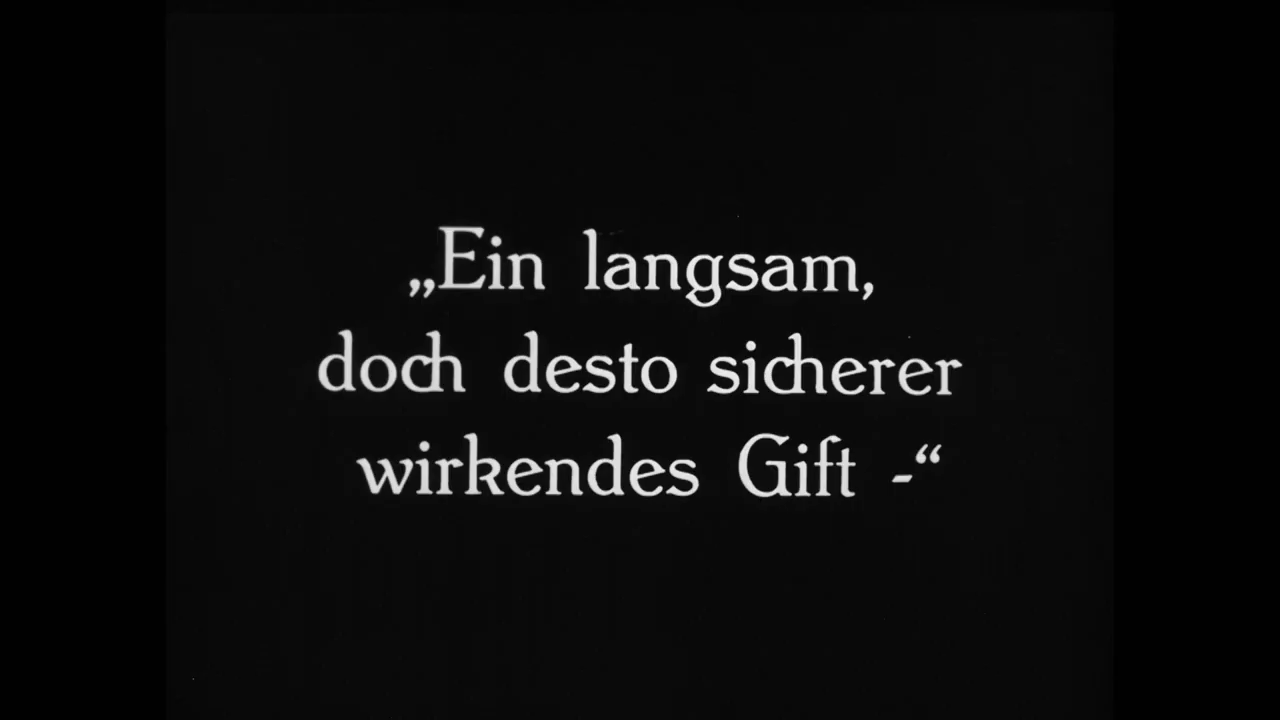 „Ein langsam,
doch desto sicherer
wirkendes Gift -“